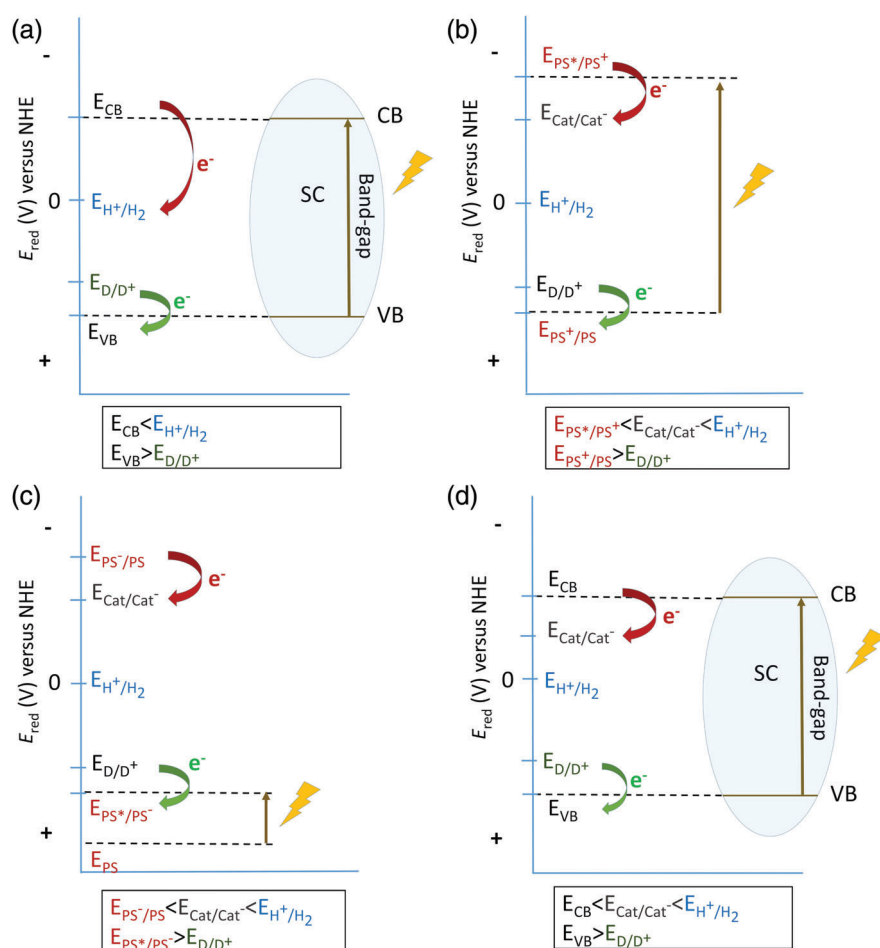 (a)
-
E_CB
CB
e⁻
SC
Band-gap
0
E_H⁺/H₂
E_red (V) versus NHE
E_D/D⁺
e⁻
E_VB
VB
+
E_CB<E_H⁺/H₂
E_VB>E_D/D⁺
(b)
-
E_PS*/PS⁺
e⁻
E_Cat/Cat⁻
0
E_H⁺/H₂
E_red (V) versus NHE
E_D/D⁺
e⁻
E_PS⁺/PS
+
E_PS*/PS⁺<E_Cat/Cat⁻<E_H⁺/H₂
E_PS⁺/PS>E_D/D⁺
(c)
-
E_PS⁻/PS
e⁻
E_Cat/Cat⁻
0
E_H⁺/H₂
E_red (V) versus NHE
E_D/D⁺
e⁻
E_PS*/PS⁻
+
E_PS
E_PS⁻/PS<E_Cat/Cat⁻<E_H⁺/H₂
E_PS*/PS⁻>E_D/D⁺
(d)
-
E_CB
CB
e⁻
E_Cat/Cat⁻
SC
Band-gap
0
E_H⁺/H₂
E_red (V) versus NHE
E_D/D⁺
e⁻
E_VB
VB
+
E_CB<E_Cat/Cat⁻<E_H⁺/H₂
E_VB>E_D/D⁺